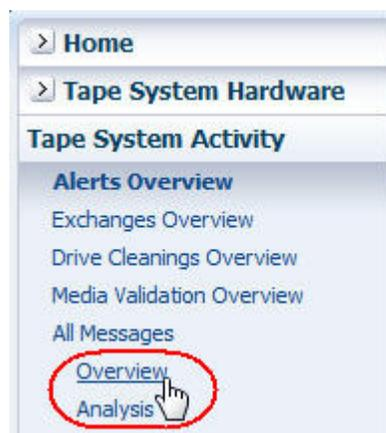 Home
Tape System Hardware
Tape System Activity
Alerts Overview
Exchanges Overview
Drive Cleanings Overview
Media Validation Overview
All Messages
Overview
Analysis